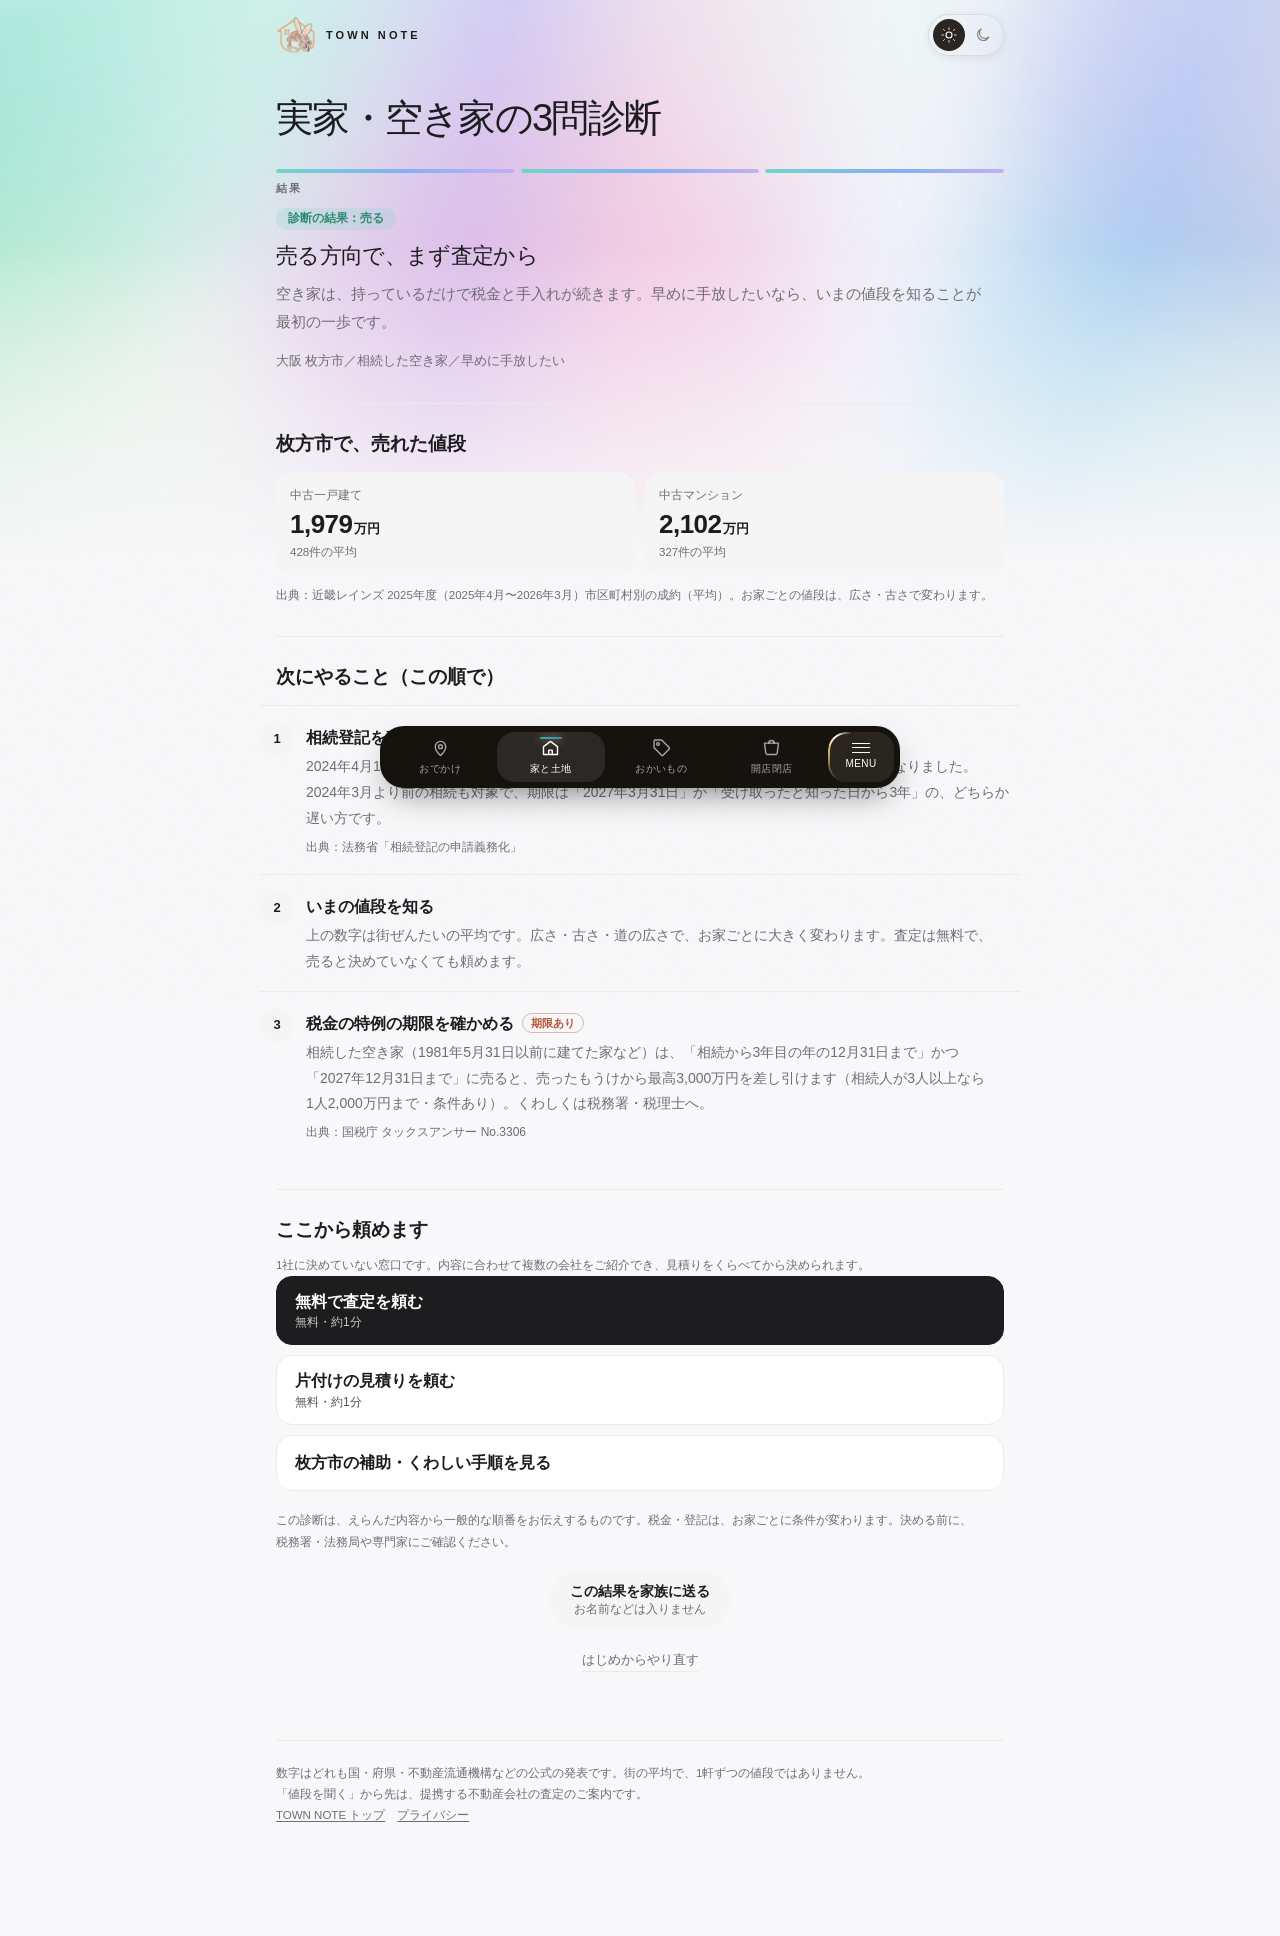 TOWN NOTE
実家・空き家の3問診断
結果
診断の結果：売る
売る方向で、まず査定から
空き家は、持っているだけで税金と手入れが続きます。早めに手放したいなら、いまの値段を知ることが
最初の一歩です。
大阪 枚方市／相続した空き家／早めに手放したい
枚方市で、売れた値段
中古一戸建て
1,979万円
428件の平均
中古マンション
2,102万円
327件の平均
出典：近畿レインズ 2025年度（2025年4月〜2026年3月）市区町村別の成約（平均）。お家ごとの値段は、広さ・古さで変わります。
次にやること（この順で）
1
相続登記を
2024年4月1
なりました。
おでかけ
家と土地
おかいもの
開店閉店
MENU
2024年3月より前の相続も対象で、期限は「2027年3月31日」か「受け取ったと知った日から3年」の、どちらか
遅い方です。
出典：法務省「相続登記の申請義務化」
2
いまの値段を知る
上の数字は街ぜんたいの平均です。広さ・古さ・道の広さで、お家ごとに大きく変わります。査定は無料で、
売ると決めていなくても頼めます。
3
税金の特例の期限を確かめる 期限あり
相続した空き家（1981年5月31日以前に建てた家など）は、「相続から3年目の年の12月31日まで」かつ
「2027年12月31日まで」に売ると、売ったもうけから最高3,000万円を差し引けます（相続人が3人以上なら
1人2,000万円まで・条件あり）。くわしくは税務署・税理士へ。
出典：国税庁 タックスアンサー No.3306
ここから頼めます
1社に決めていない窓口です。内容に合わせて複数の会社をご紹介でき、見積りをくらべてから決められます。
無料で査定を頼む
無料・約1分
片付けの見積りを頼む
無料・約1分
枚方市の補助・くわしい手順を見る
この診断は、えらんだ内容から一般的な順番をお伝えするものです。税金・登記は、お家ごとに条件が変わります。決める前に、
税務署・法務局や専門家にご確認ください。
この結果を家族に送る
お名前などは入りません
はじめからやり直す
数字はどれも国・府県・不動産流通機構などの公式の発表です。街の平均で、1軒ずつの値段ではありません。
「値段を聞く」から先は、提携する不動産会社の査定のご案内です。
TOWN NOTE トップ プライバシー